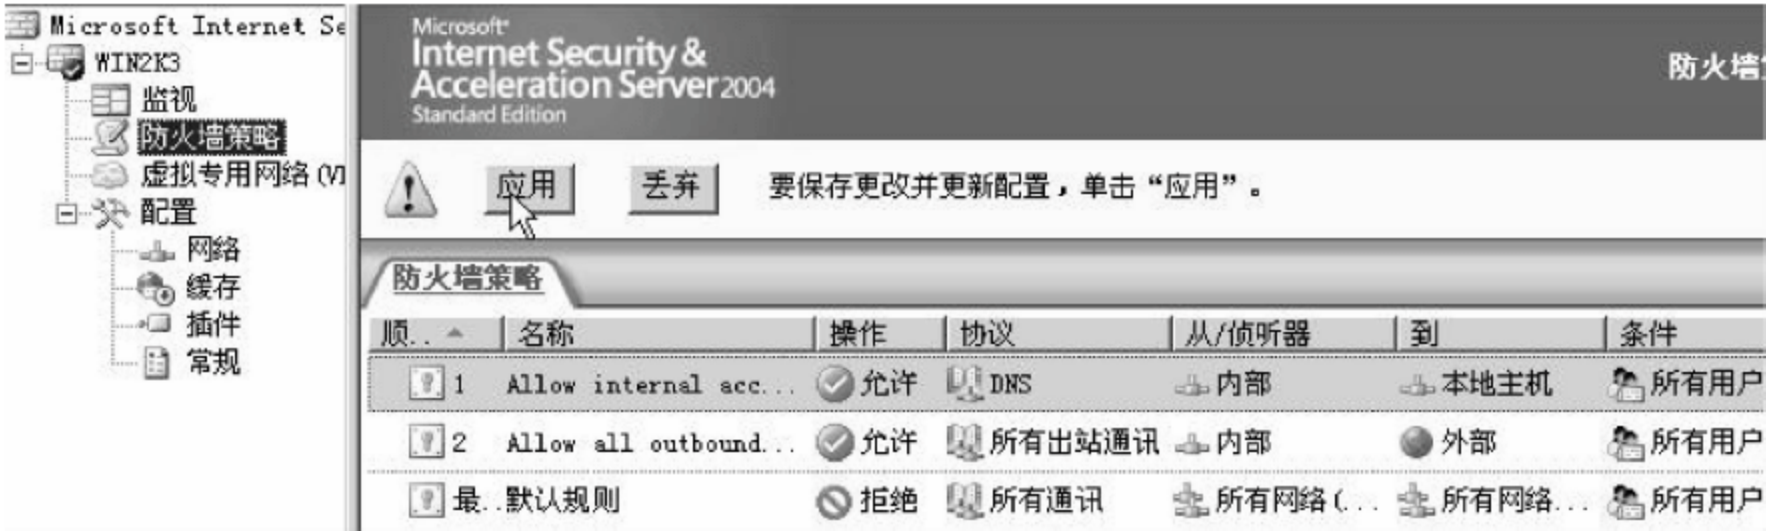 Microsoft Internet Se
WIN2K3
监视
防火墙策略
虚拟专用网络 (VI
配置
网络
缓存
插件
常规
Microsoft
Internet Security &
Acceleration Server 2004
Standard Edition
防火墙
应用 丢弃 要保存更改并更新配置，单击“应用”。
防火墙策略
顺.. 名称 操作 协议 从/侦听器 到 条件
1 Allow internal acc... 允许 DNS 内部 本地主机 所有用户
2 Allow all outbound... 允许 所有出站通讯 内部 外部 所有用户
最.. 默认规则 拒绝 所有通讯 所有网络 (... 所有网络... 所有用户